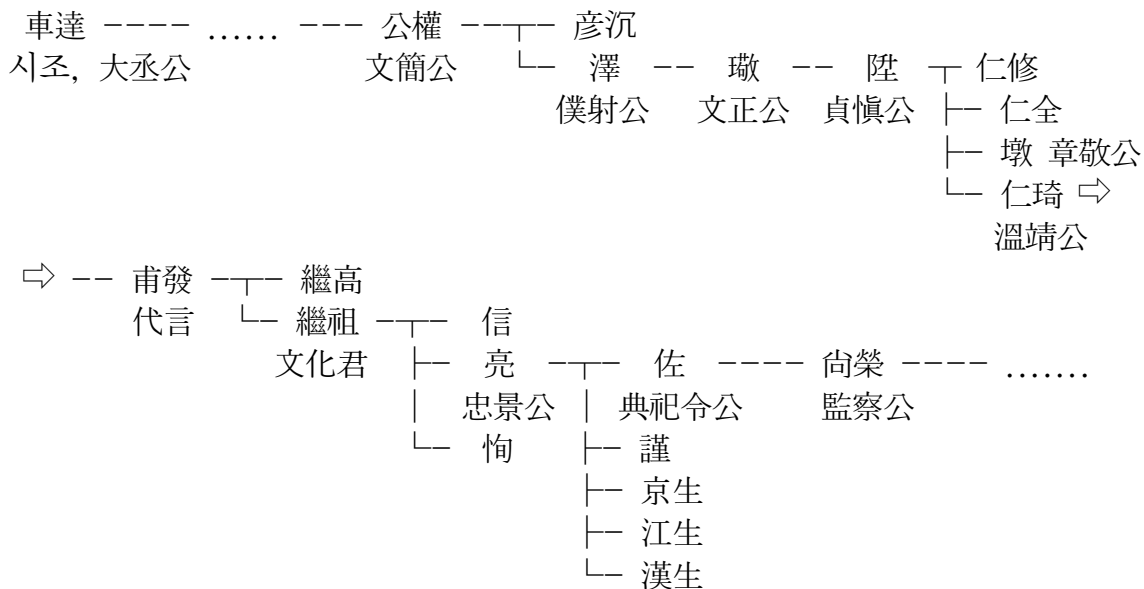 車達 ---- ...... --- 公權 --┬- 彦沉
시조, 大丞公 文簡公 └- 澤 -- 璥 -- 陞 ┬ 仁修
僕射公 文正公 貞愼公 ├- 仁全
├- 墩 章敬公
└- 仁琦 ⇨
溫靖公
⇨ -- 甫發 -┬- 繼高
代言 └- 繼祖 -┬- 信
文化君 ├- 亮 -┬- 佐 ---- 尙榮 ---- .......
│ 忠景公 │ 典祀令公 監察公
└- 恂 ├- 謹
├- 京生
├- 江生
└- 漢生